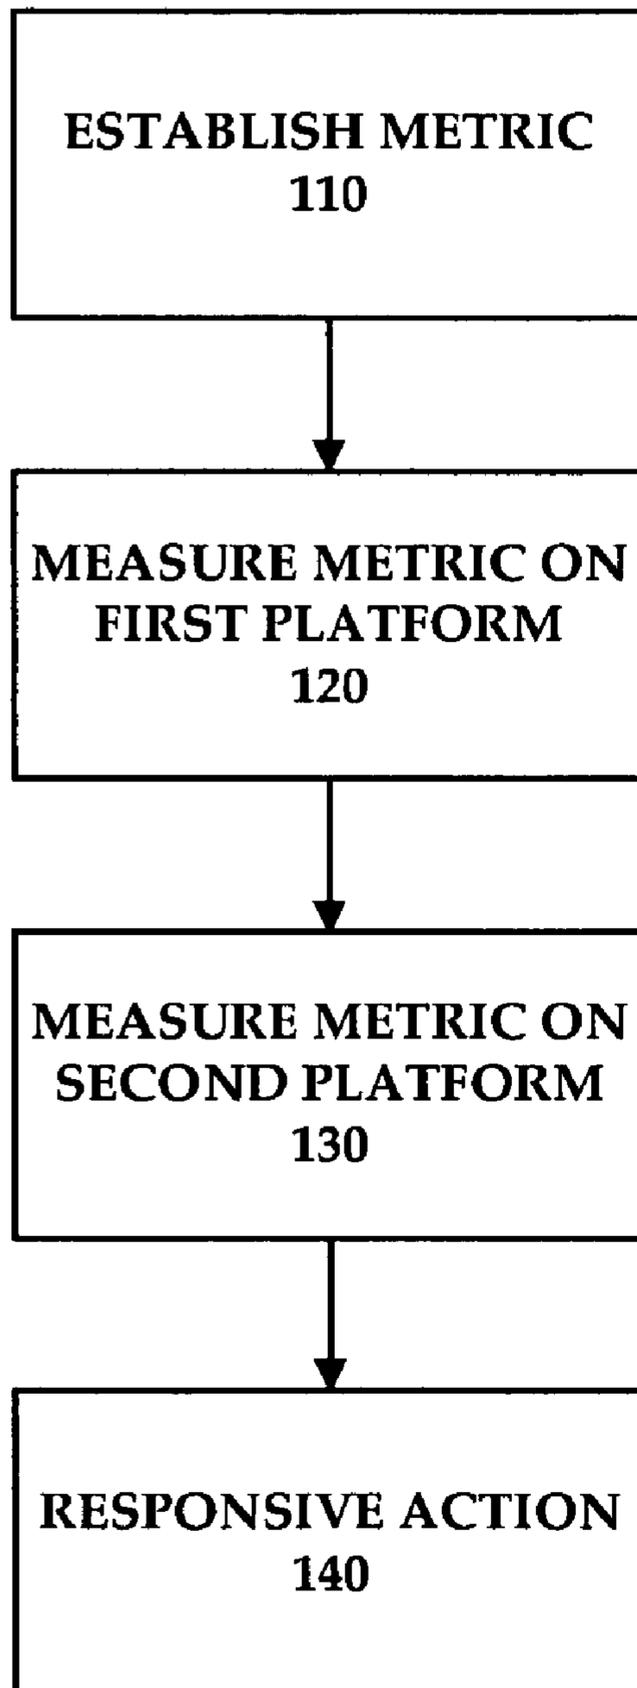 ESTABLISH METRIC
110
MEASURE METRIC ON
FIRST PLATFORM
120
MEASURE METRIC ON
SECOND PLATFORM
130
RESPONSIVE ACTION
140